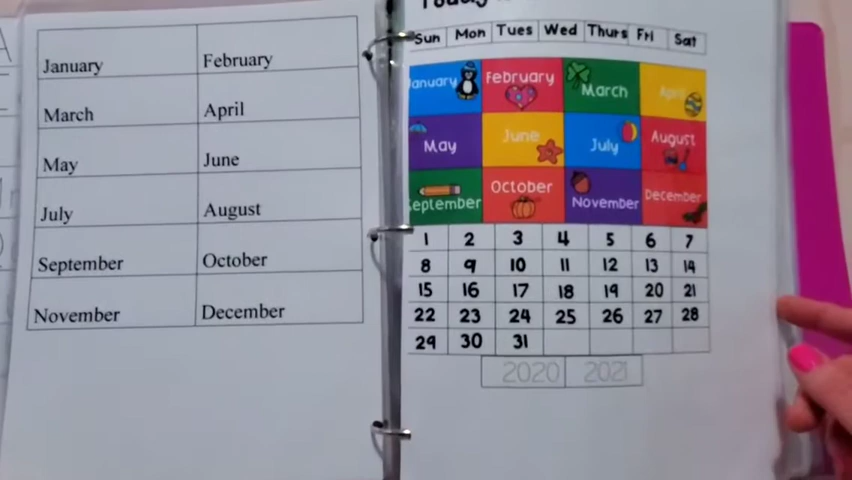 January February
March April
May June
July August
September October
November December
Today
Sun Mon Tues Wed Thurs Fri Sat
January February March April
May June July August
September October November December
1 2 3 4 5 6 7
8 9 10 11 12 13 14
15 16 17 18 19 20 21
22 23 24 25 26 27 28
29 30 31
2020 2021